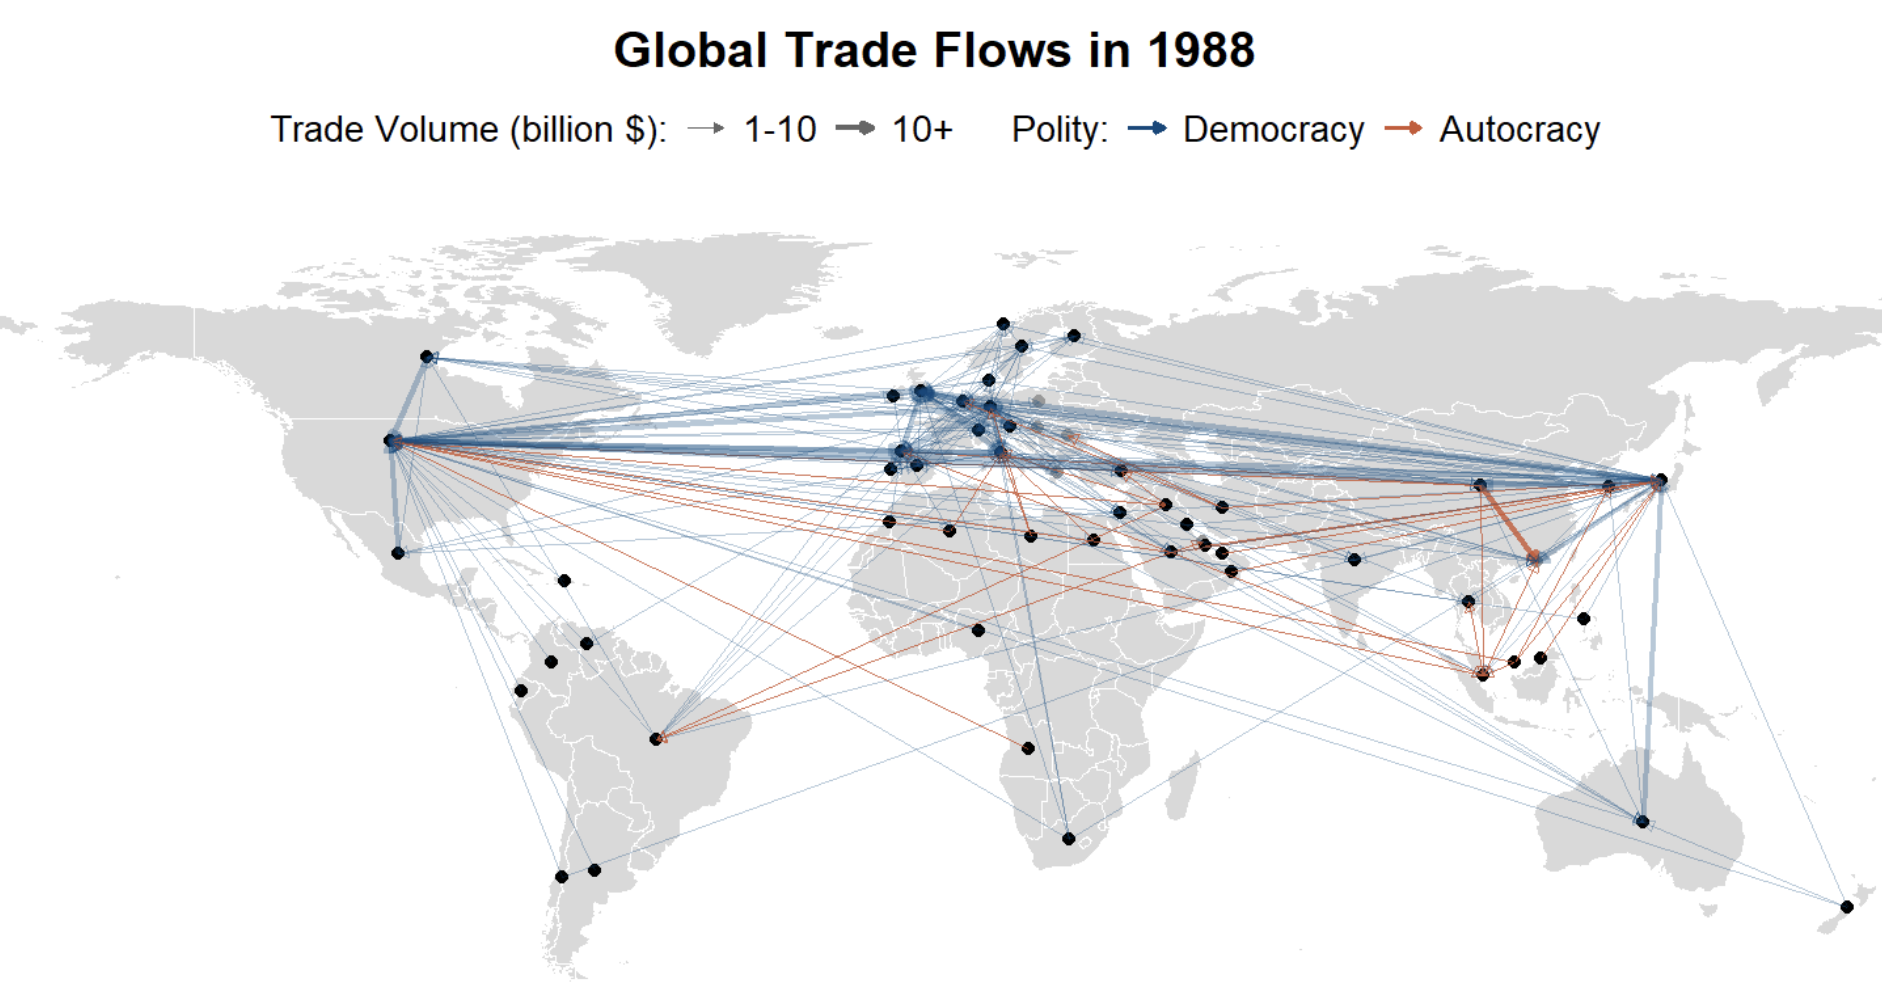 Global Trade Flows in 1988
Trade Volume (billion $): 1-10 10+ Polity: Democracy Autocracy